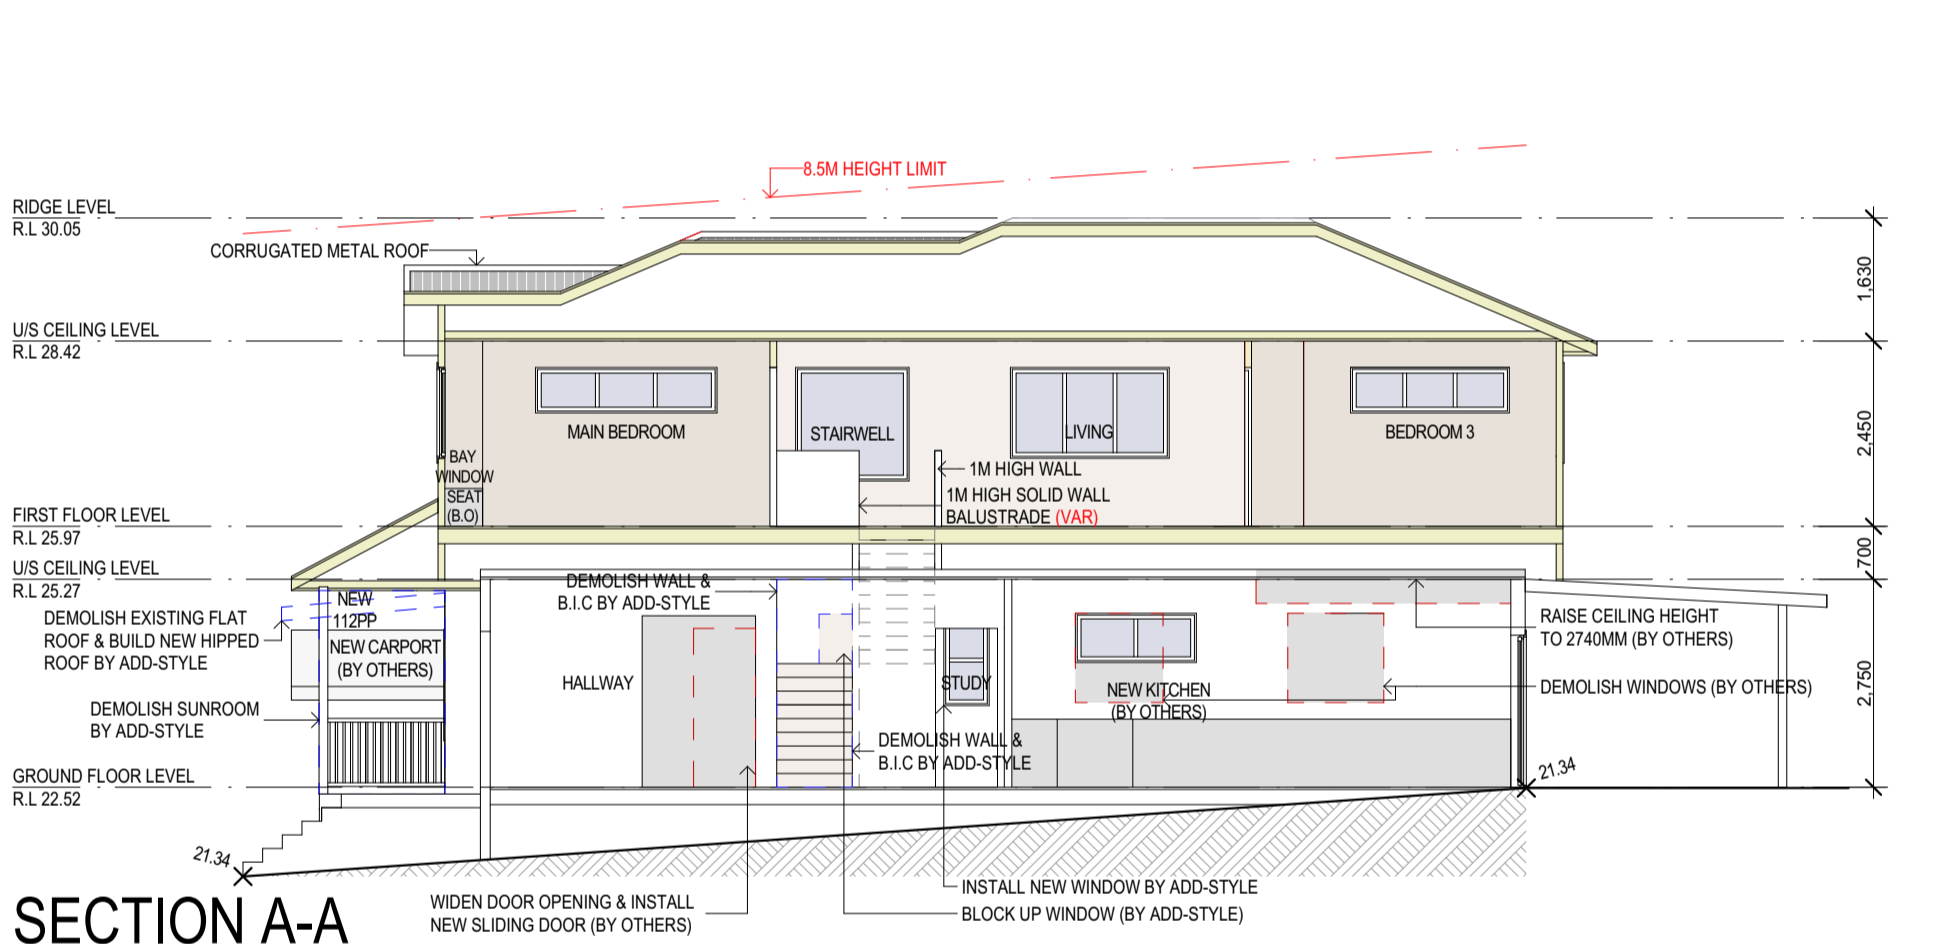 8.5M HEIGHT LIMIT
RIDGE LEVEL
R.L 30.05
CORRUGATED METAL ROOF
1,630
U/S CEILING LEVEL
R.L 28.42
MAIN BEDROOM
STAIRWELL
LIVING
BEDROOM 3
2,450
BAY
WINDOW
SEAT
(B.O)
1M HIGH WALL
1M HIGH SOLID WALL
BALUSTRADE (VAR)
FIRST FLOOR LEVEL
R.L 25.97
700
U/S CEILING LEVEL
R.L 25.27
DEMOLISH EXISTING FLAT
ROOF & BUILD NEW HIPPED
ROOF BY ADD-STYLE
NEW
112PP
NEW CARPORT
(BY OTHERS)
DEMOLISH WALL &
B.I.C BY ADD-STYLE
RAISE CEILING HEIGHT
TO 2740MM (BY OTHERS)
HALLWAY
STUDY
NEW KITCHEN
(BY OTHERS)
DEMOLISH WINDOWS (BY OTHERS)
2,750
DEMOLISH SUNROOM
BY ADD-STYLE
DEMOLISH WALL &
B.I.C BY ADD-STYLE
GROUND FLOOR LEVEL
R.L 22.52
21.34
21.34
WIDEN DOOR OPENING & INSTALL
NEW SLIDING DOOR (BY OTHERS)
INSTALL NEW WINDOW BY ADD-STYLE
BLOCK UP WINDOW (BY ADD-STYLE)
SECTION A-A